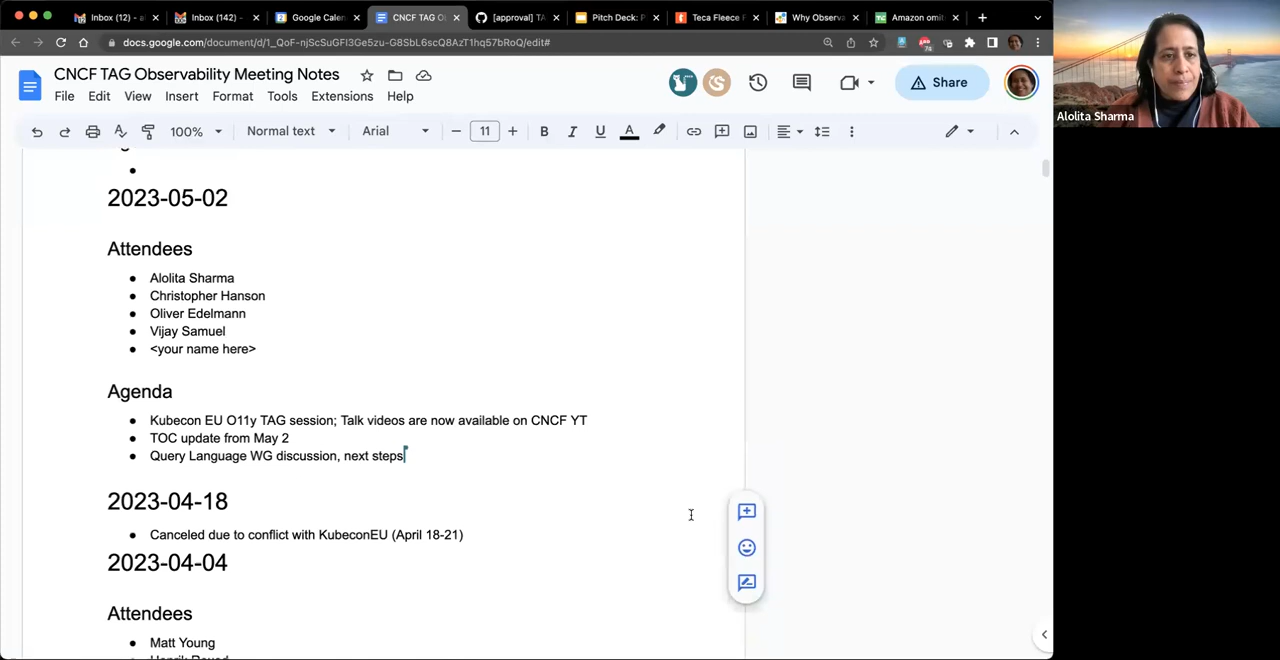 Inbox (12) - a
Inbox (142) -
Google Calen
CNCF TAG O
[approval] TA
Pitch Deck: P
Teca Fleece F
Why Observa
Amazon omit
docs.google.com/document/d/1_QoF-njScSuGFl3Ge5zu-G8SbL6scQ8AzT1hq57bRoQ/edit#
74
CNCF TAG Observability Meeting Notes
Share
File Edit View Insert Format Tools Extensions Help
100% Normal text Arial 11 B I U A
2023-05-02
Attendees
Alolita Sharma
Christopher Hanson
Oliver Edelmann
Vijay Samuel
<your name here>
Agenda
Kubecon EU O11y TAG session; Talk videos are now available on CNCF YT
TOC update from May 2
Query Language WG discussion, next steps
2023-04-18
Canceled due to conflict with KubeconEU (April 18-21)
2023-04-04
Attendees
Matt Young
Alolita Sharma